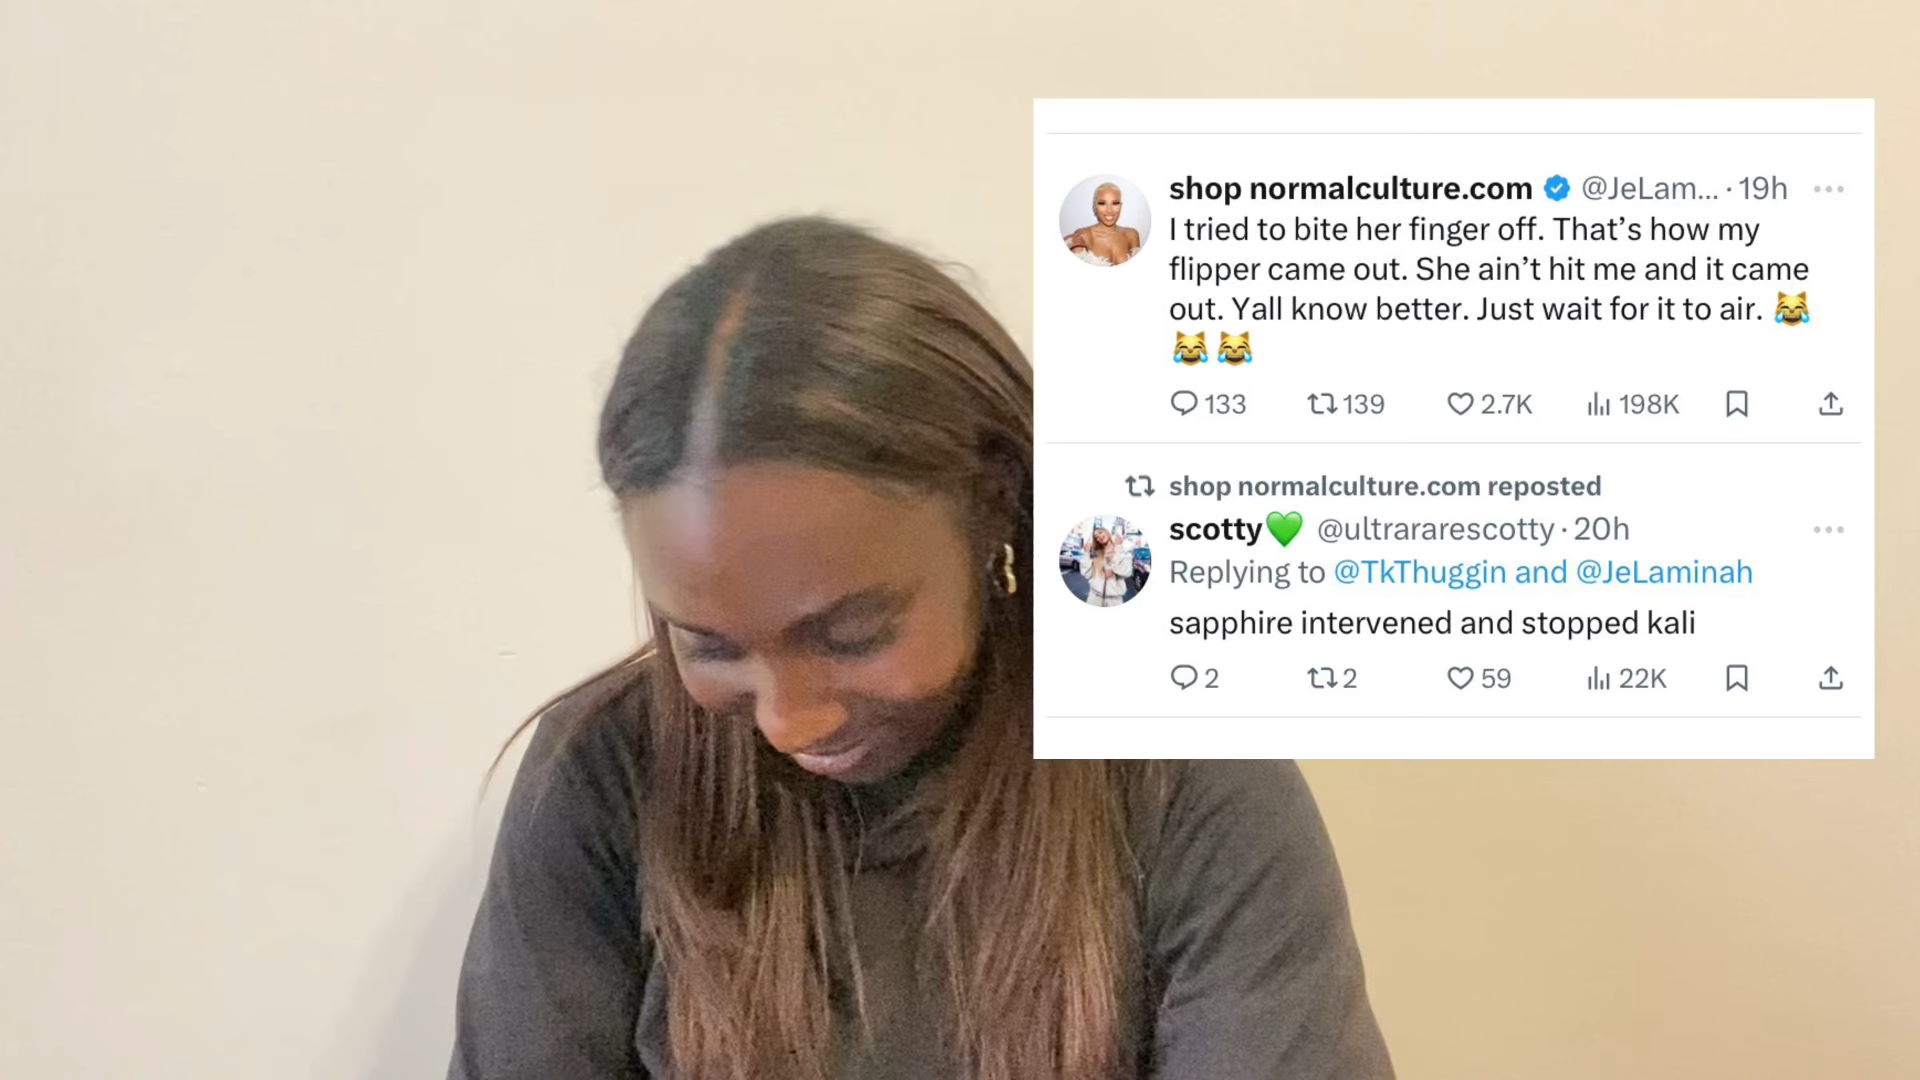 shop normalculture.com @JeLam... · 19h
I tried to bite her finger off. That’s how my
flipper came out. She ain’t hit me and it came
out. Yall know better. Just wait for it to air. 😹
😹😹
133 139 2.7K 198K
shop normalculture.com reposted
scotty💚 @ultrararescotty · 20h
Replying to @TkThuggin and @JeLaminah
sapphire intervened and stopped kali
2 2 59 22K